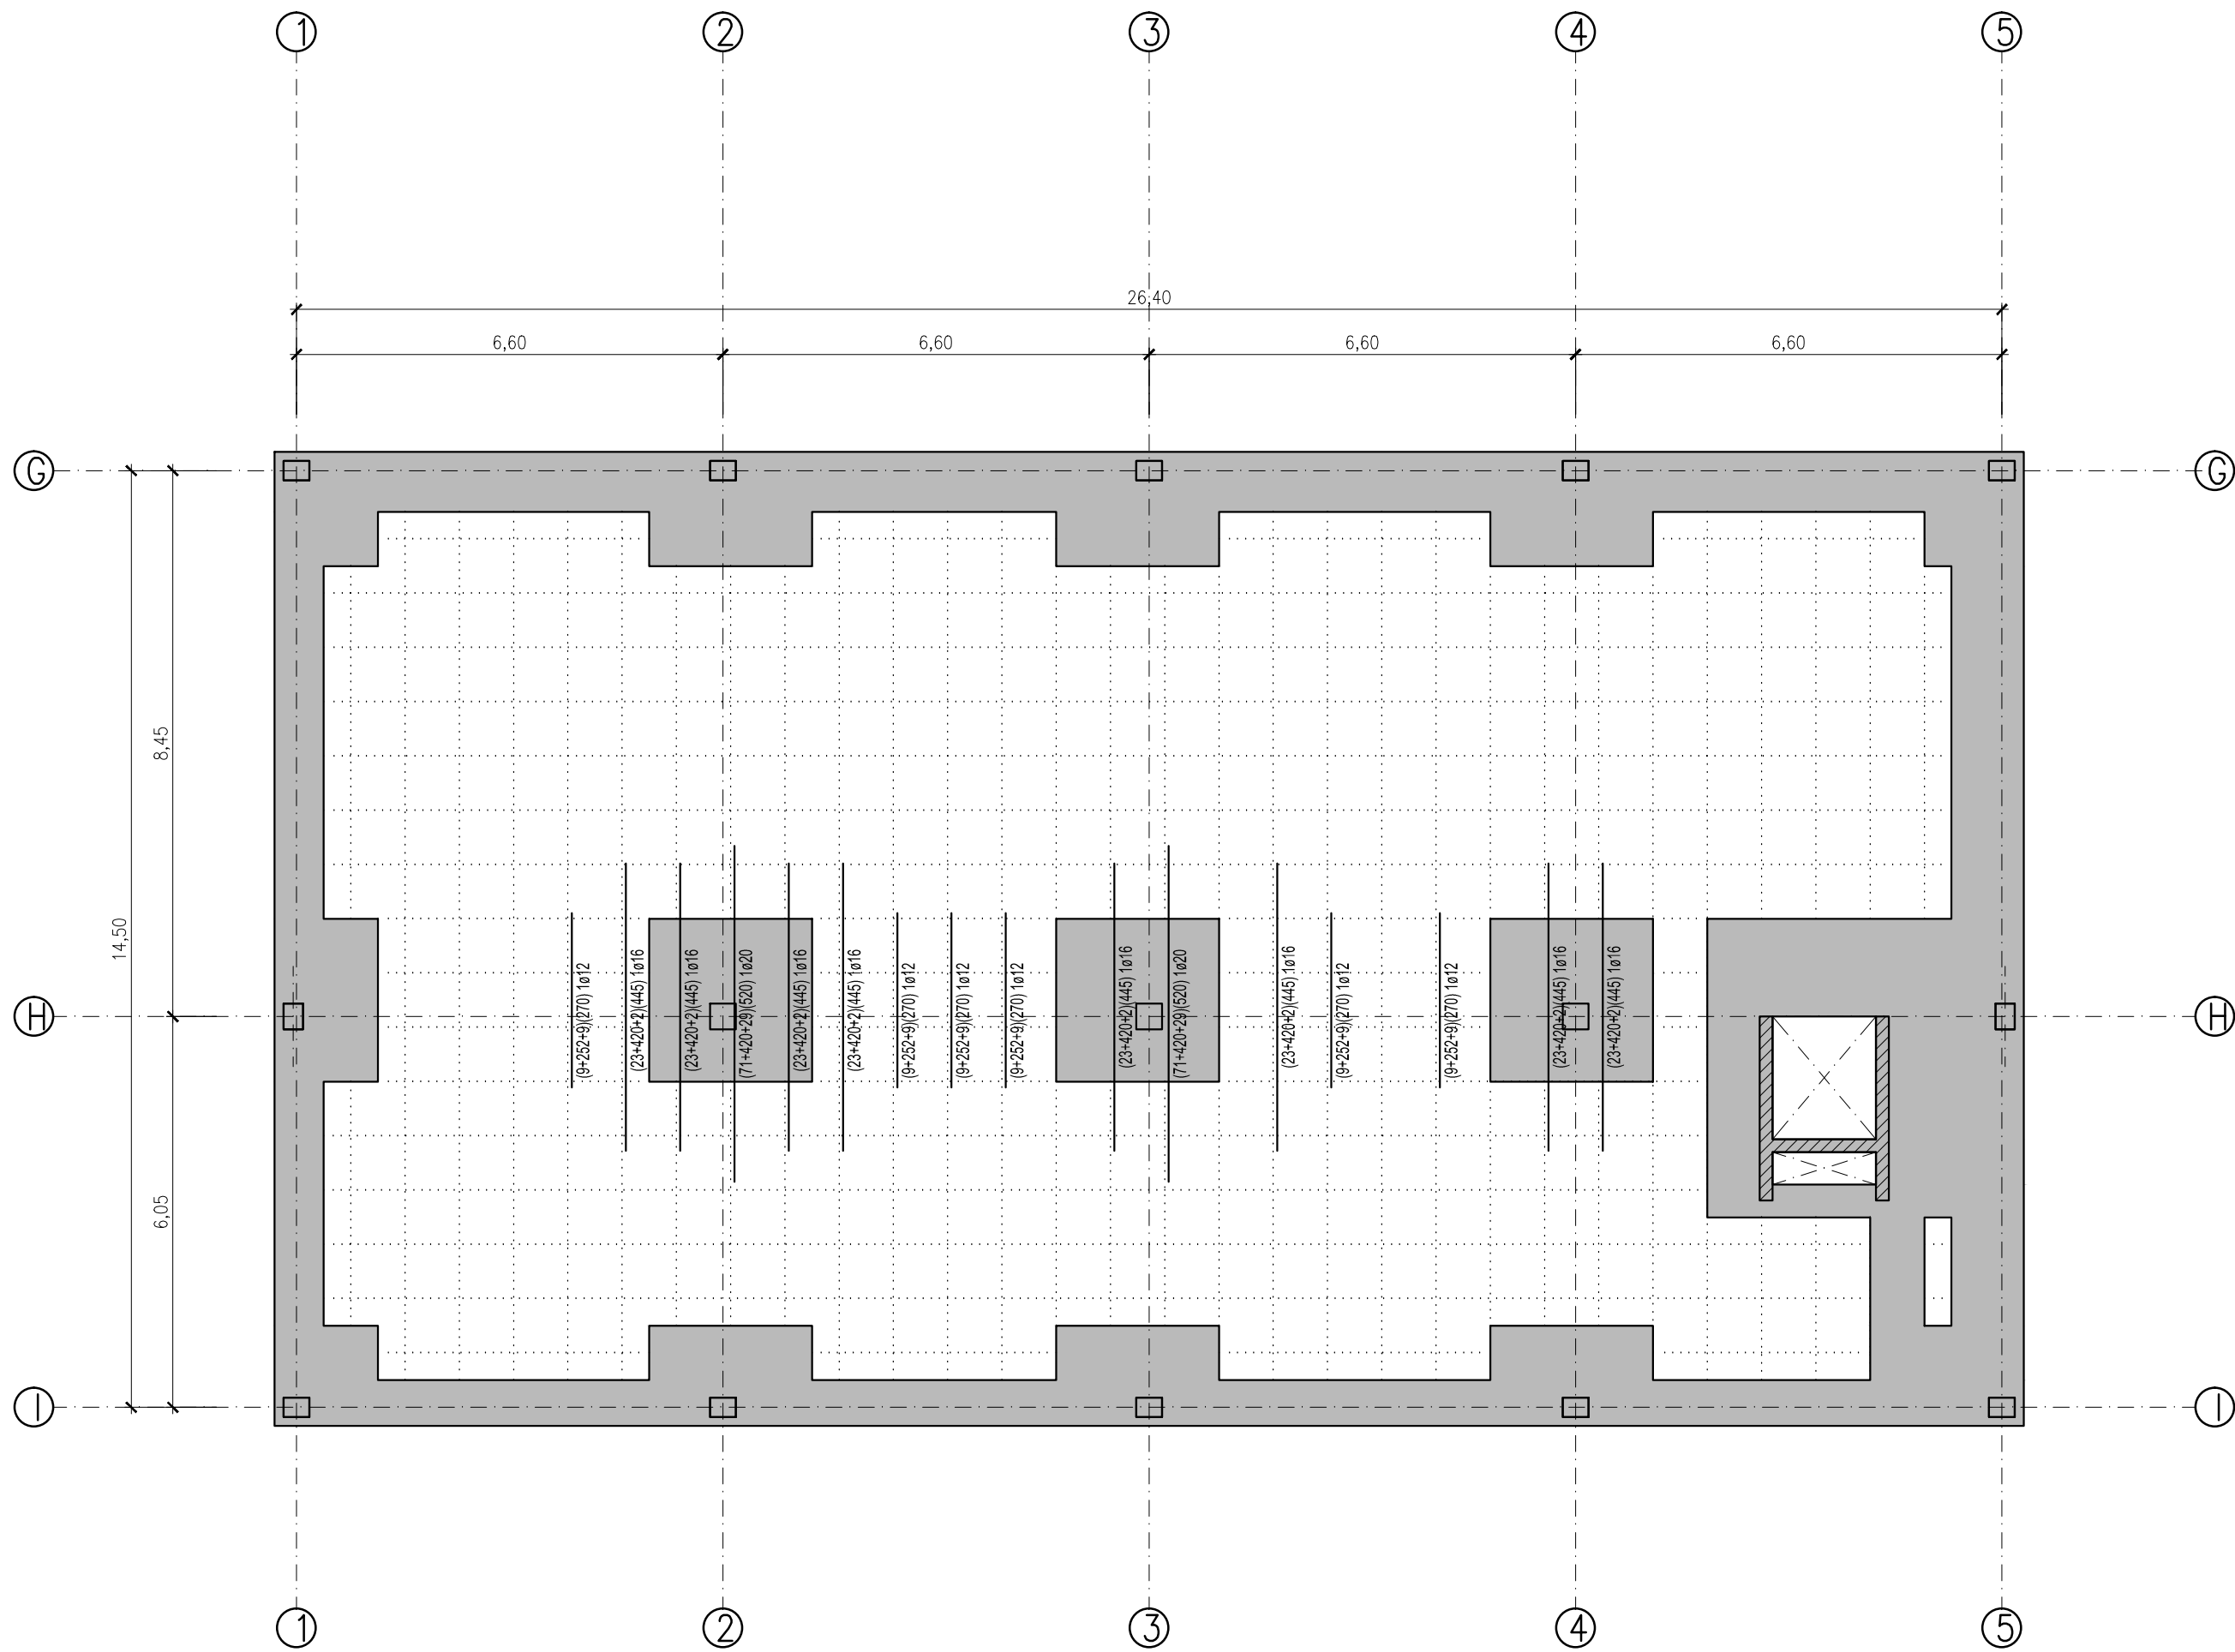 1 2 3 4 5
26,40
6,60 6,60 6,60 6,60
G G
8,45
14,50
(9+252+9)(270) 1ø12
(23+420+2)(445) 1ø16
(23+420+2)(445) 1ø16
(71+420+29)(520) 1ø20
(23+420+2)(445) 1ø16
(23+420+2)(445) 1ø16
(9+252+9)(270) 1ø12
(9+252+9)(270) 1ø12
(9+252+9)(270) 1ø12
(23+420+2)(445) 1ø16
(71+420+29)(520) 1ø20
(23+420+2)(445) 1ø16
(9+252+9)(270) 1ø12
(9+252+9)(270) 1ø12
(23+420+2)(445) 1ø16
(23+420+2)(445) 1ø16
H H
6,05
I I
1 2 3 4 5